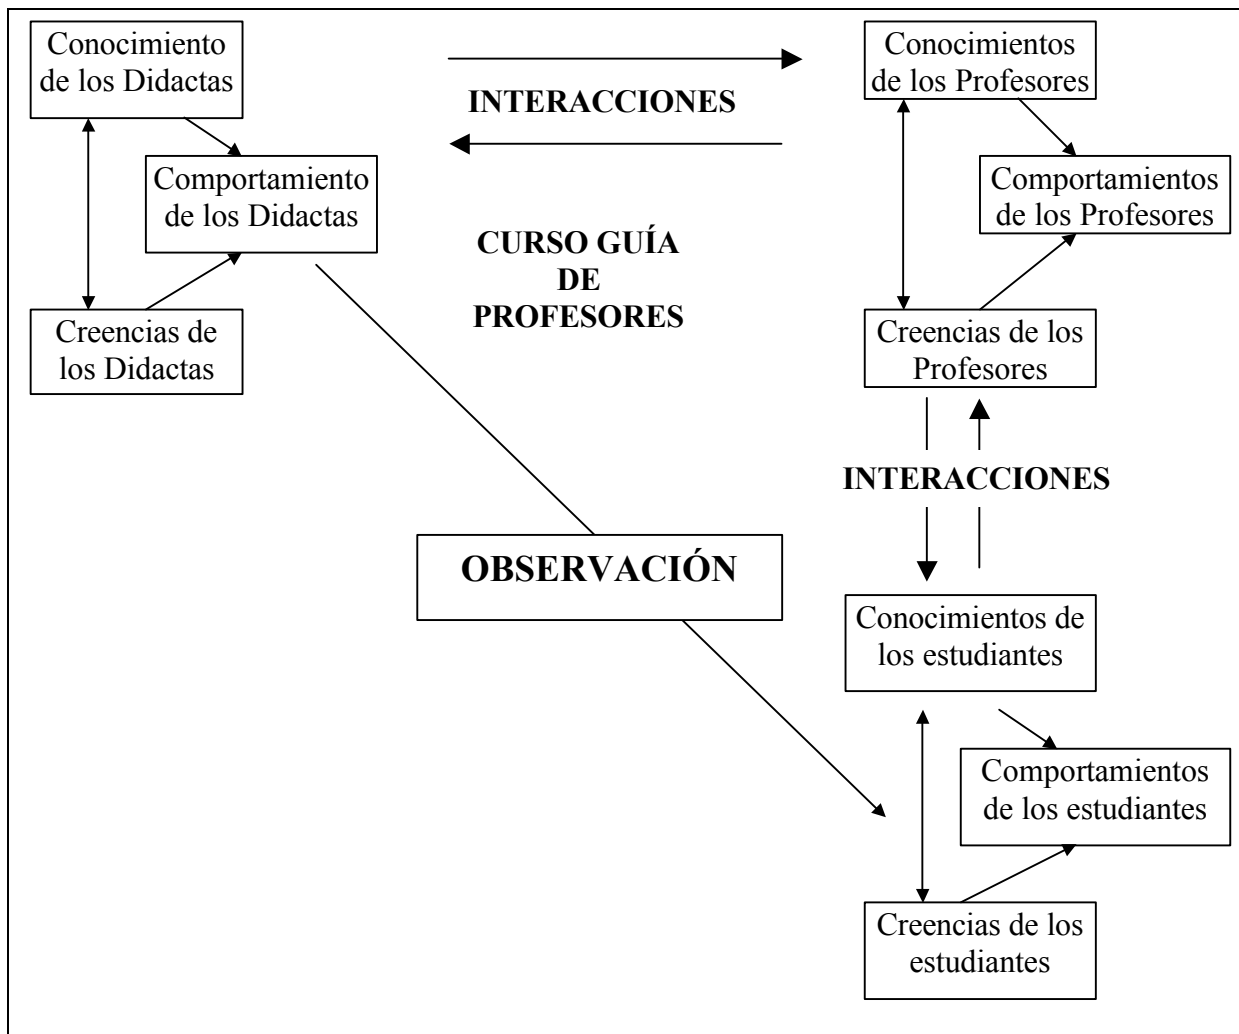 Conocimiento
de los Didactas
Comportamiento
de los Didactas
Creencias de
los Didactas
INTERACCIONES
CURSO GUÍA
DE
PROFESORES
Conocimientos
de los Profesores
Comportamientos
de los Profesores
Creencias de los
Profesores
INTERACCIONES
OBSERVACIÓN
Conocimientos de
los estudiantes
Comportamientos
de los estudiantes
Creencias de los
estudiantes